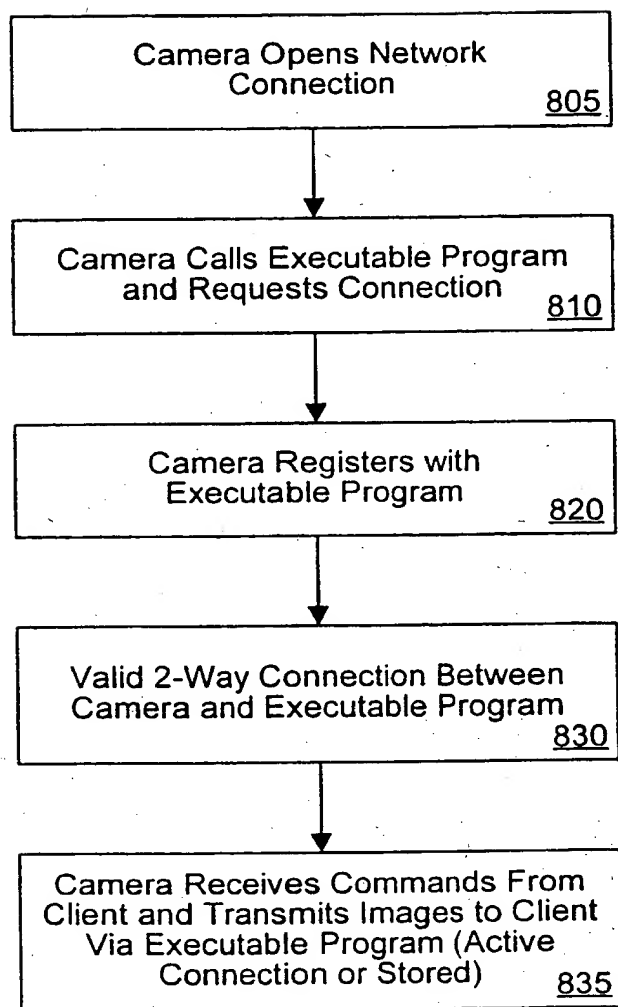 Camera Opens Network
Connection
805
Camera Calls Executable Program
and Requests Connection
810
Camera Registers with
Executable Program
820
Valid 2-Way Connection Between
Camera and Executable Program
830
Camera Receives Commands From
Client and Transmits Images to Client
Via Executable Program (Active
Connection or Stored)
835